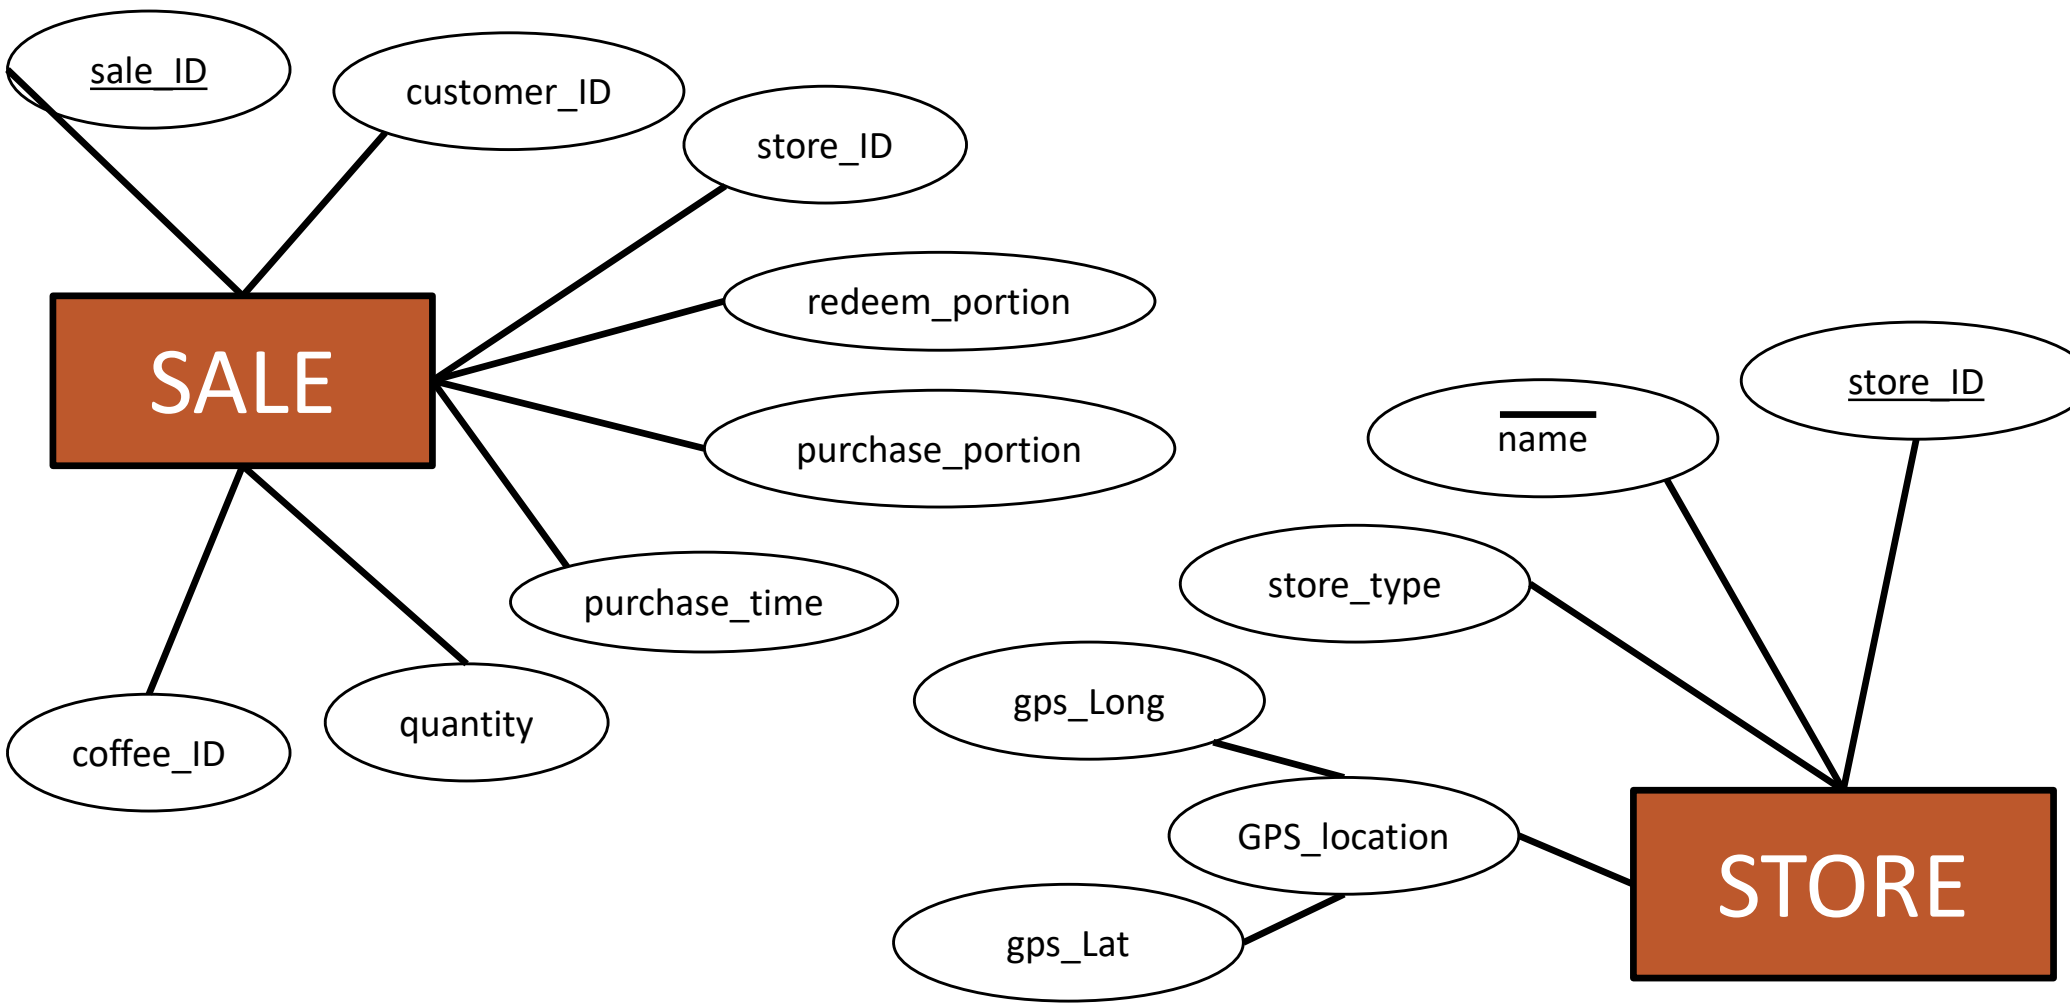 sale_ID
customer_ID
store_ID
redeem_portion
SALE
purchase_portion
purchase_time
coffee_ID
quantity
store_ID
name
store_type
gps_Long
GPS_location
gps_Lat
STORE